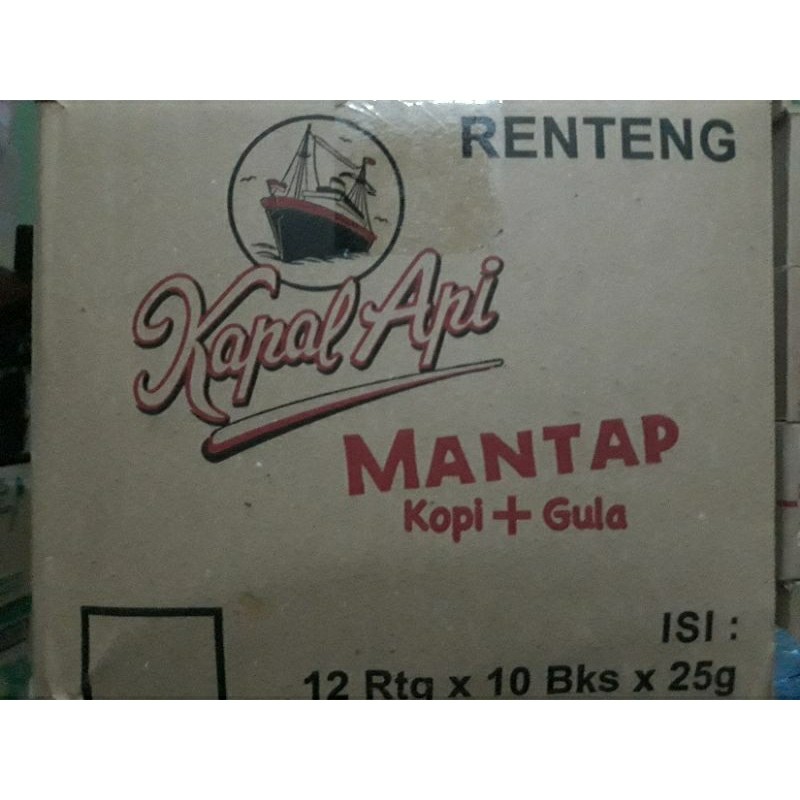 RENTENG
Kapal Api
MANTAP
Kopi + Gula
ISI :
12 Rtg x 10 Bks x 25g